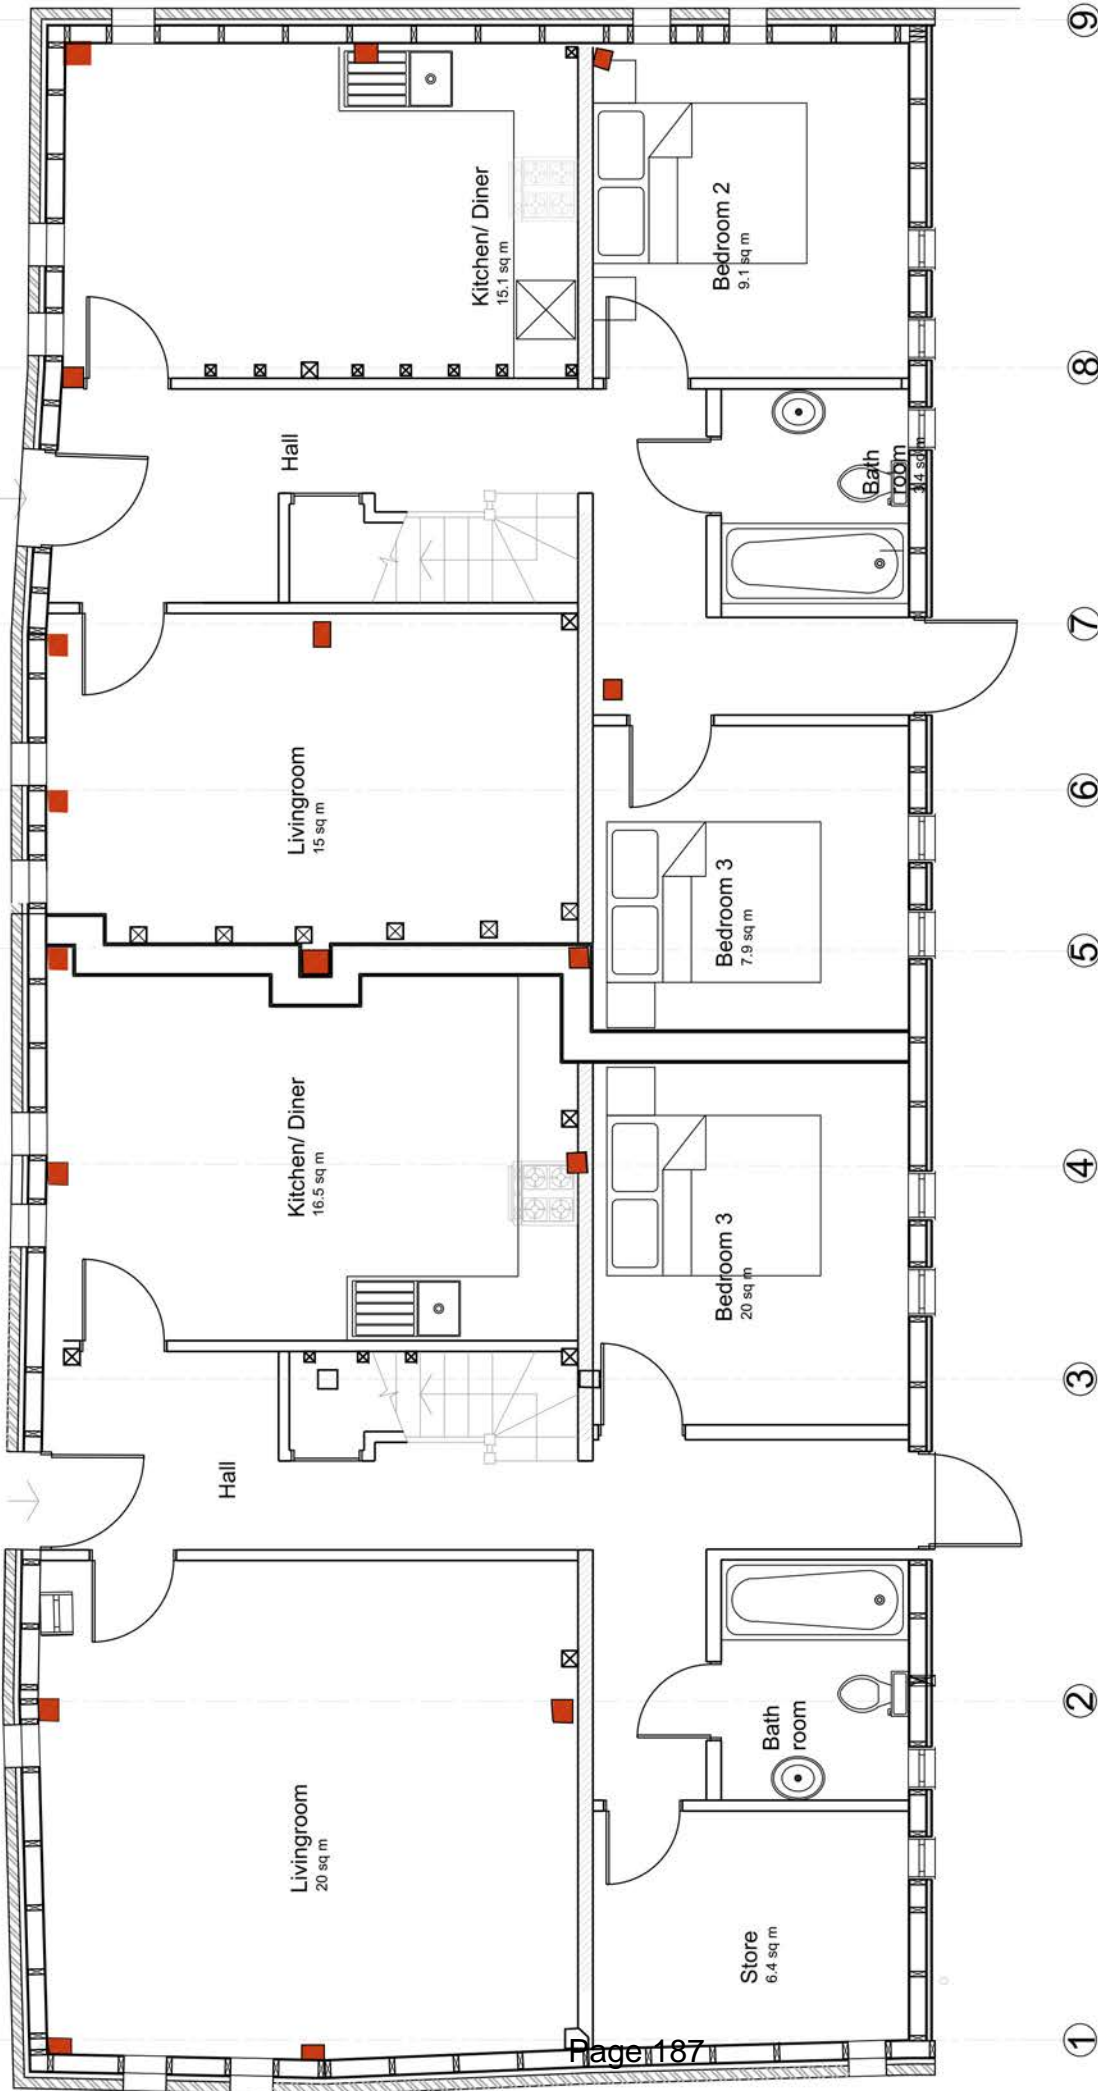 Kitchen/ Diner
15.1 sq m
Bedroom 2
9.1 sq m
Hall
Bath
room
3.4 sq m
Livingroom
15 sq m
Bedroom 3
7.9 sq m
Kitchen/ Diner
16.5 sq m
Bedroom 3
20 sq m
Hall
Livingroom
20 sq m
Bath
room
Store
6.4 sq m
9
8
7
6
5
4
3
2
1
Page 187